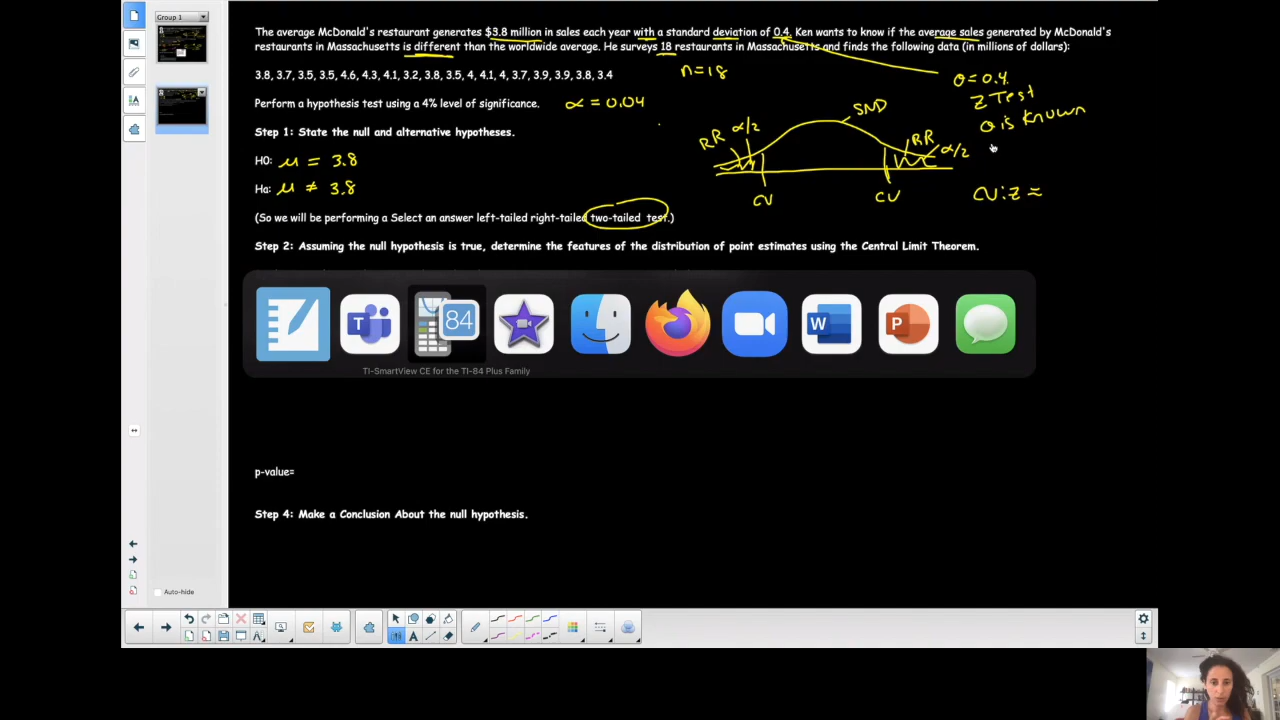 Group 1
The average McDonald's restaurant generates $3.8 million in sales each year with a standard deviation of 0.4. Ken wants to know if the average sales generated by McDonald's
restaurants in Massachusetts is different than the worldwide average. He surveys 18 restaurants in Massachusetts and finds the following data (in millions of dollars):
3.8, 3.7, 3.5, 3.5, 4.6, 4.3, 4.1, 3.2, 3.8, 3.5, 4, 4.1, 4, 3.7, 3.9, 3.9, 3.8, 3.4
n=18
σ=0.4
Z Test
σ is Known
Perform a hypothesis test using a 4% level of significance.
α = 0.04
SND
RR α/2
RR
α/2
CV
CV
CV: Z =
Step 1: State the null and alternative hypotheses.
H0: μ = 3.8
Ha: μ ≠ 3.8
(So we will be performing a Select an answer left-tailed right-tailed two-tailed test.)
Step 2: Assuming the null hypothesis is true, determine the features of the distribution of point estimates using the Central Limit Theorem.
84
T
W
P
TI-SmartView CE for the TI-84 Plus Family
p-value=
Step 4: Make a Conclusion About the null hypothesis.
Auto-hide